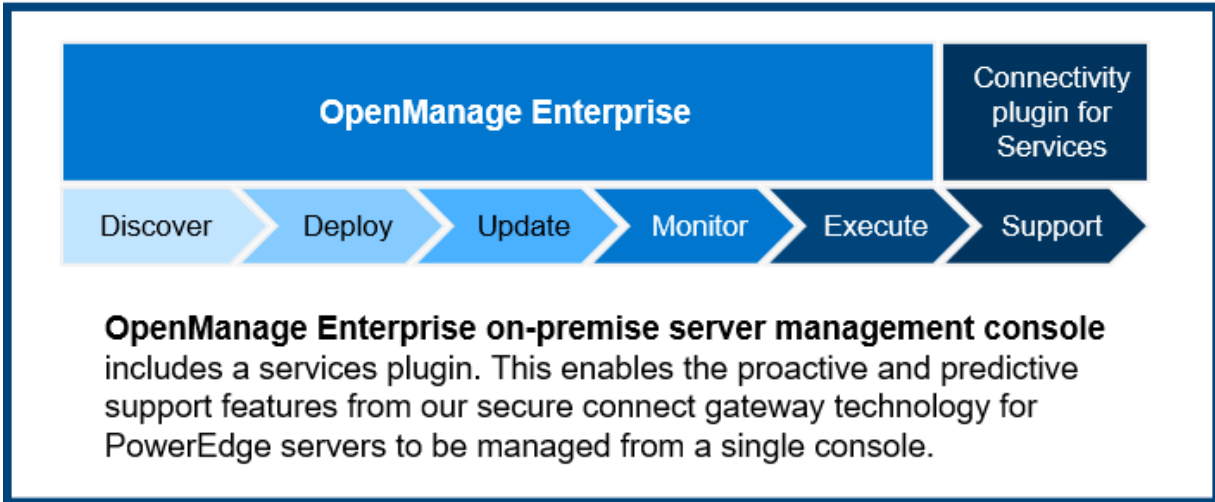 OpenManage Enterprise
Connectivity
plugin for
Services
Discover
Deploy
Update
Monitor
Execute
Support
OpenManage Enterprise on-premise server management console
includes a services plugin. This enables the proactive and predictive
support features from our secure connect gateway technology for
PowerEdge servers to be managed from a single console.